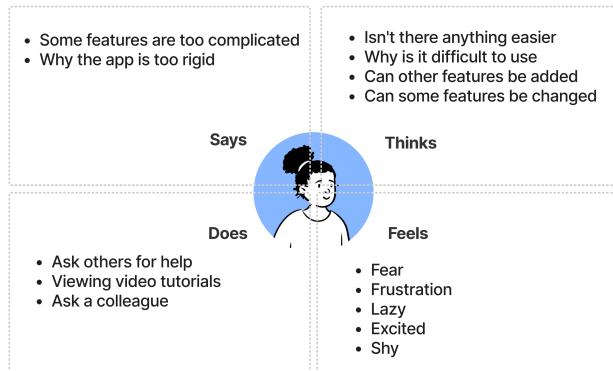 • Some features are too complicated
• Why the app is too rigid
Says
• Isn't there anything easier
• Why is it difficult to use
• Can other features be added
• Can some features be changed
Thinks
Does
• Ask others for help
• Viewing video tutorials
• Ask a colleague
Feels
• Fear
• Frustration
• Lazy
• Excited
• Shy